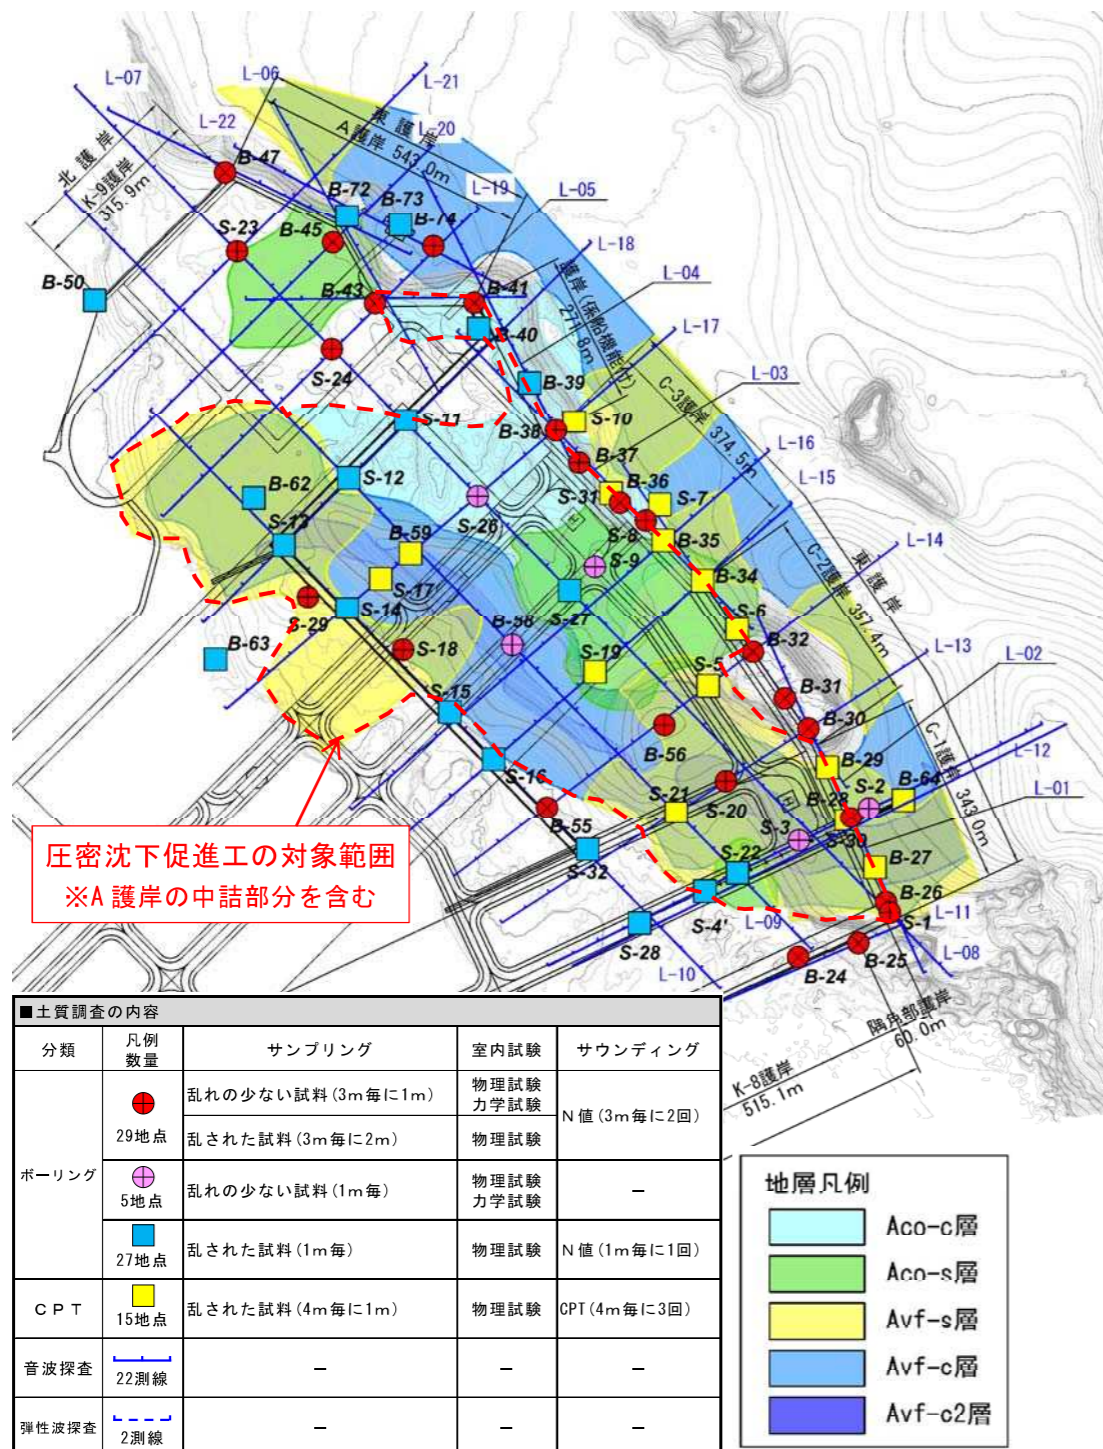 L-07
L-06
L-21
L-22
L-20
東護岸
A護岸 543.0m
北護岸
K-9護岸
315.9m
B-47
L-19
L-05
B-72
B-73
B-74
S-23
B-45
L-18
B-50
L-04
B-43
B-41
護岸(係船機能付)
271.8m
B-40
L-17
S-24
L-03
B-39
C-3護岸 374.5m
S-11
S-10
B-38
L-16
B-37
S-12
B-36
L-15
B-62
S-31
S-7
S-26
S-13
B-59
S-8
B-35
L-14
S-9
C-2護岸 357.4m
東護岸
B-34
S-17
S-29
S-14
S-27
S-6
B-58
B-32
B-63
S-18
S-19
S-5
L-13
L-02
S-15
B-31
B-30
B-56
C-1護岸 343.0m
L-12
S-16
B-29
S-2
B-64
S-21
S-20
B-28
L-01
B-55
S-3
S-30
S-32
S-22
B-27
B-26
S-4'
S-1
L-09
L-11
S-28
B-25
L-08
L-10
B-24
隅角部護岸
60.0m
K-8護岸
515.1m
圧密沈下促進工の対象範囲
※A護岸の中詰部分を含む
■土質調査の内容
分類 凡例 数量 サンプリング 室内試験 サウンディング
ボーリング 29地点 乱れの少ない試料(3m毎に1m) 物理試験 力学試験 N値(3m毎に2回)
乱された試料(3m毎に2m) 物理試験
5地点 乱れの少ない試料(1m毎) 物理試験 力学試験 −
27地点 乱された試料(1m毎) 物理試験 N値(1m毎に1回)
CPT 15地点 乱された試料(4m毎に1m) 物理試験 CPT(4m毎に3回)
音波探査 22測線 − − −
弾性波探査 2測線 − − −
地層凡例
Aco-c層
Aco-s層
Avf-s層
Avf-c層
Avf-c2層